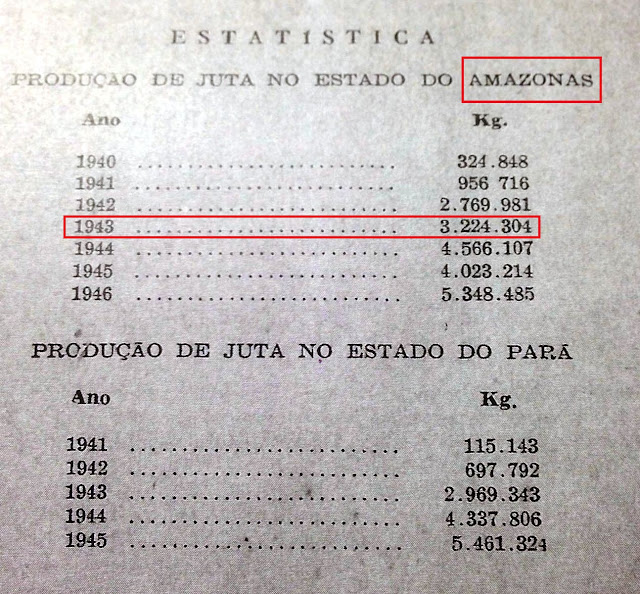 ESTATÍSTICA
PRODUÇÃO DE JUTA NO ESTADO DO AMAZONAS
Ano Kg.
1940 .......................... 324.848
1941 .......................... 956 716
1942 .......................... 2.769.981
1943 .......................... 3.224.304
1944 .......................... 4.566.107
1945 .......................... 4.023.214
1946 .......................... 5.348.485
PRODUÇÃO DE JUTA NO ESTADO DO PARÁ
Ano Kg.
1941 .......................... 115.143
1942 .......................... 697.792
1943 .......................... 2.969.343
1944 .......................... 4.337.806
1945 .......................... 5.461.324